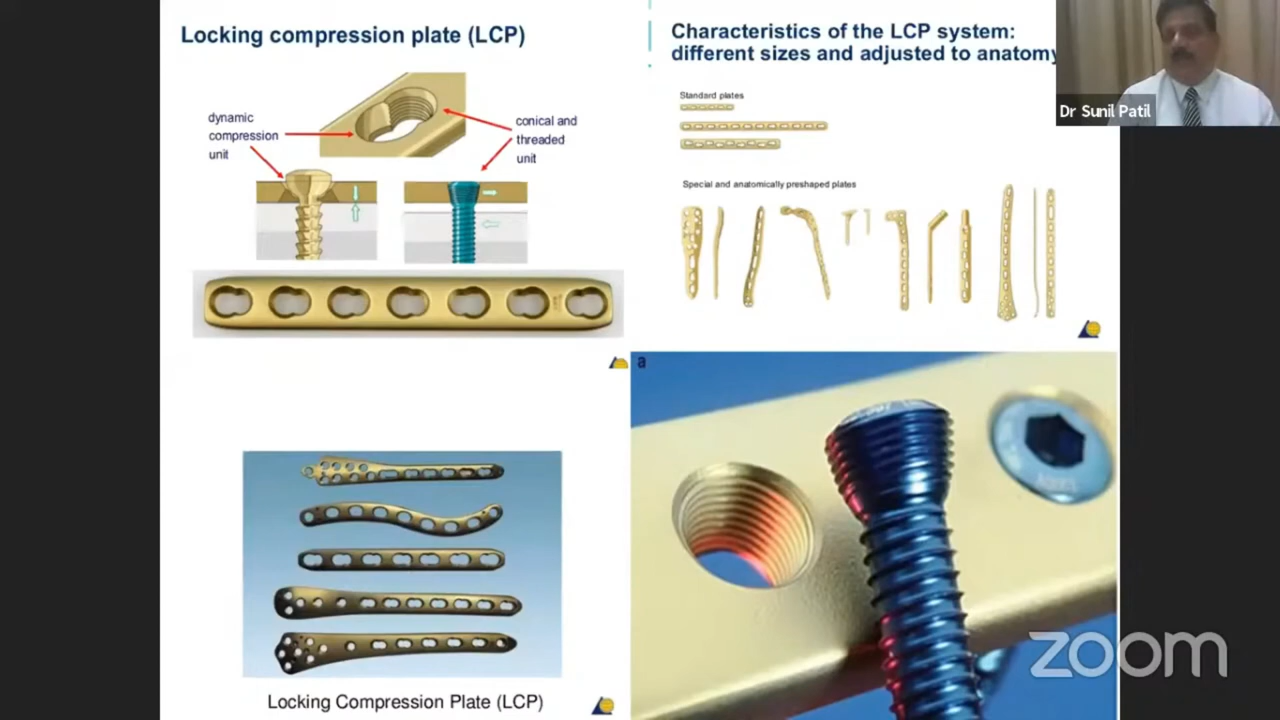 Locking compression plate (LCP)
dynamic
compression
unit
conical and
threaded
unit
Characteristics of the LCP system:
different sizes and adjusted to anatomy
Standard plates
Special and anatomically preshaped plates
Dr Sunil Patil
a
Locking Compression Plate (LCP)
zoom